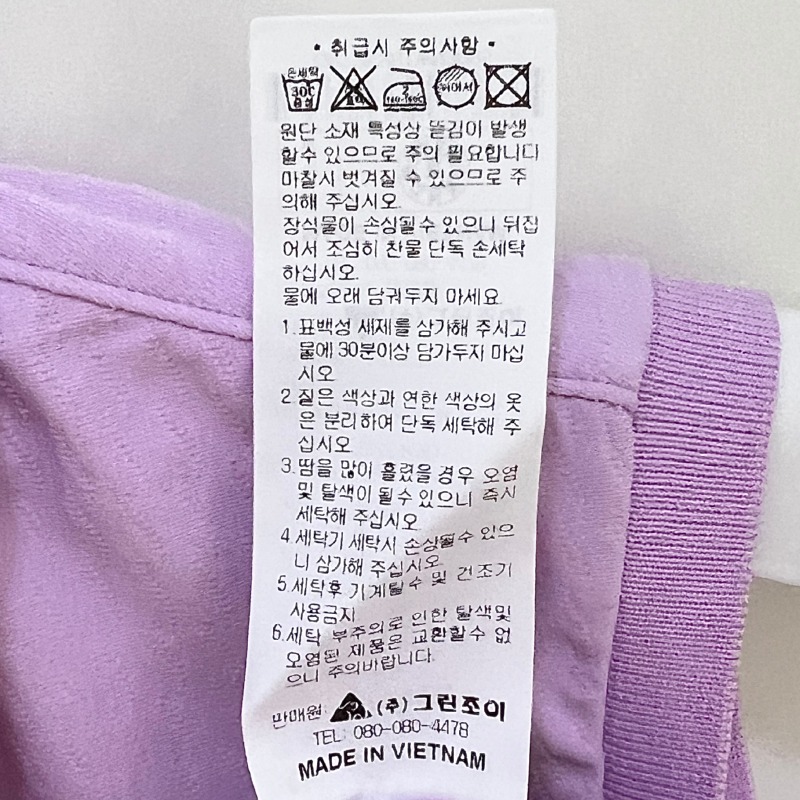 • 취급시 주의사항 •
손세탁
30℃
중성
2
뉘어서
원단 소재 특성상 뜯김이 발생
할수 있으므로 주의 필요합니다
마찰시 벗겨질 수 있으므로 주
의해 주십시오.
장식물이 손상될수 있으니 뒤집
어서 조심히 찬물 단독 손세탁
하십시오.
물에 오래 담궈두지 마세요
1.표백성 세제를 삼가해 주시고
물에 30분이상 담가두지 마십
시오
2.짙은 색상과 연한 색상의 옷
은 분리하여 단독 세탁해 주
십시오
3.땀을 많이 흘렸을 경우 오염
및 탈색이 될수 있으니 즉시
세탁해 주십시오
4.세탁기 세탁시 손상될수 있으
니 삼가해 주십시오
5.세탁후 기계탈수 및 건조기
사용금지
6.세탁 부주의로 인한 탈색및
오염된 제품은 교환할수 없
으니 주의바랍니다.
판매원: (주)그린조이
TEL: 080-080-4478
MADE IN VIETNAM